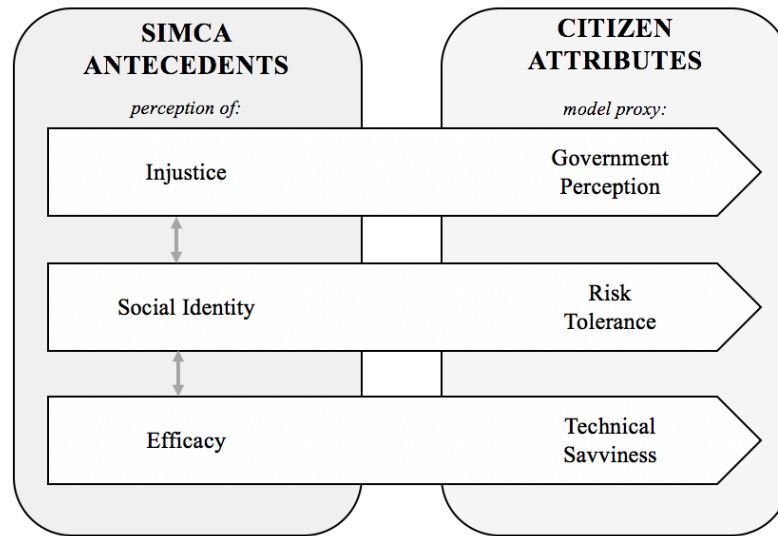 SIMCA
ANTECEDENTS
perception of:
CITIZEN
ATTRIBUTES
model proxy:
Injustice
Government
Perception
Social Identity
Risk
Tolerance
Efficacy
Technical
Savviness